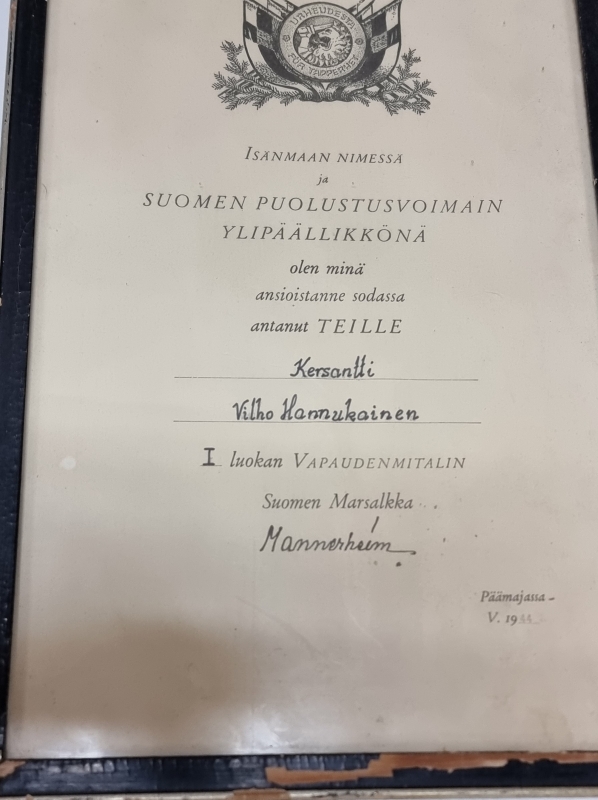 URHEUDESTA
TAPPERHET
ISÄNMAAN NIMESSÄ
ja
SUOMEN PUOLUSTUSVOIMAIN
YLIPÄÄLLIKKÖNÄ
olen minä
ansioistanne sodassa
antanut TEILLE
Kersantti
Vilho Hannukainen
I luokan VAPAUDENMITALIN
Suomen Marsalkka
Mannerheim
Päämajassa -
V. 19